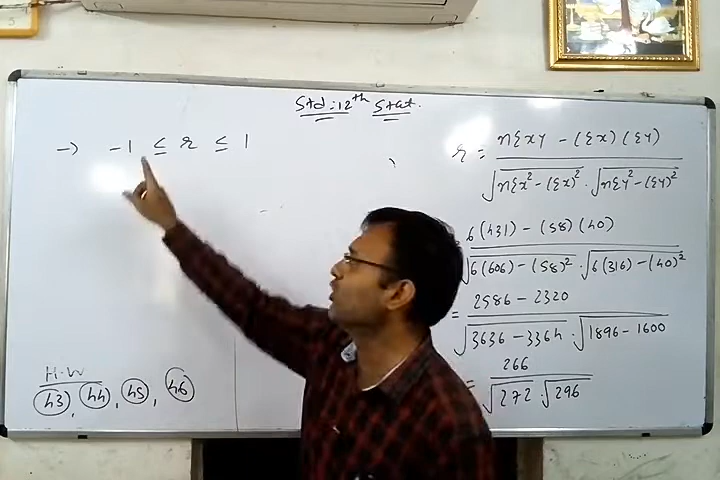 Std:12th Stat.
→ -1 ≤ r ≤ 1
r = nΣxy - (Σx)(Σy) / √nΣx² - (Σx)² · √nΣy² - (Σy)²
6(431) - (58)(40) / √6(606) - (58)² · √6(316) - (40)²
= 2586 - 2320 / √3636 - 3364 · √1896 - 1600
= 266 / √272 · √296
H.W
43, 44, 45, 46